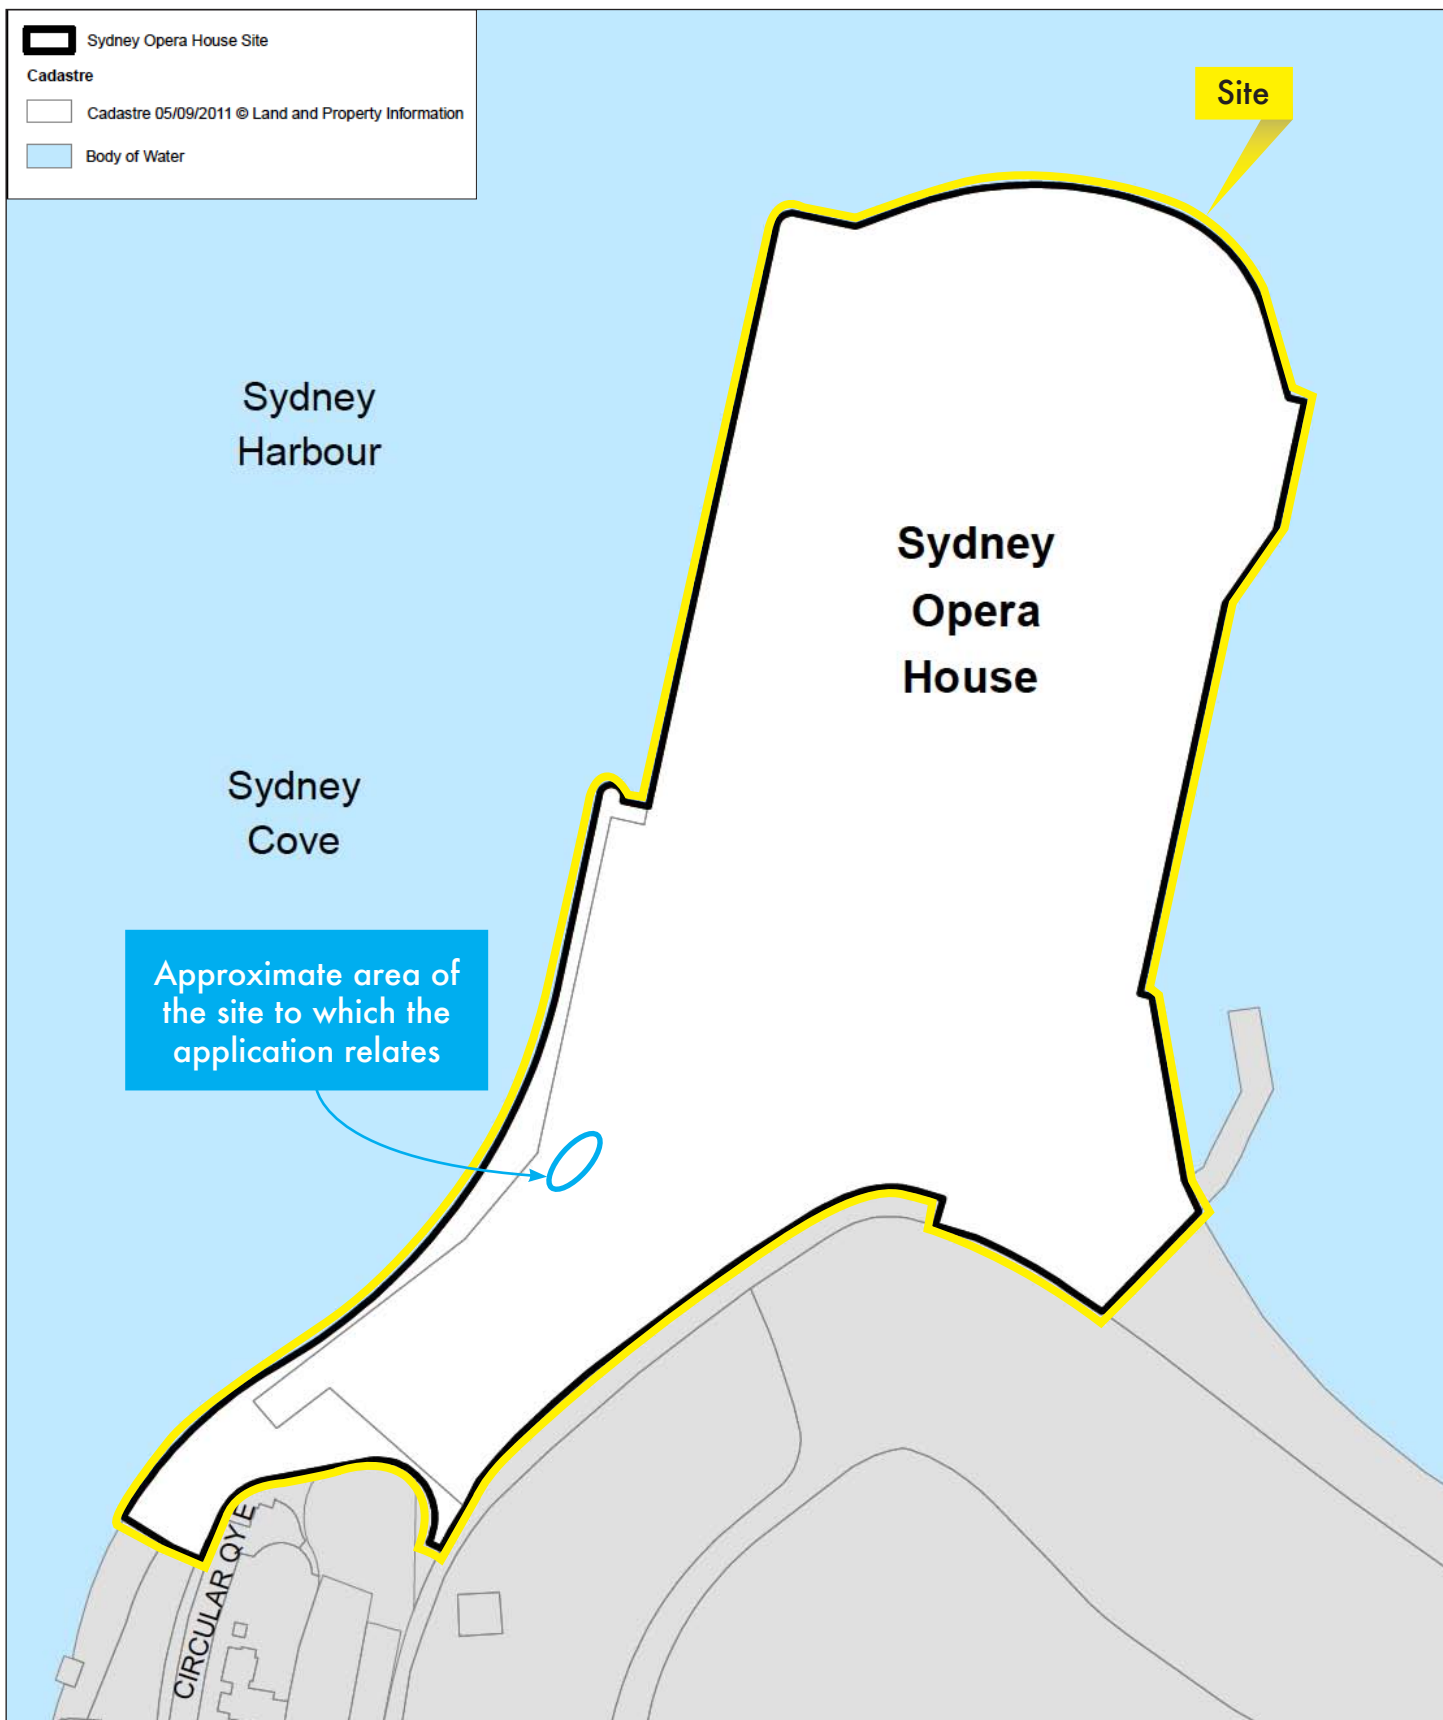 Sydney Opera House Site
Cadastre
Cadastre 05/09/2011 © Land and Property Information
Body of Water
Site
Sydney
Harbour
Sydney
Opera
House
Sydney
Cove
Approximate area of
the site to which the
application relates
CIRCULAR QY E